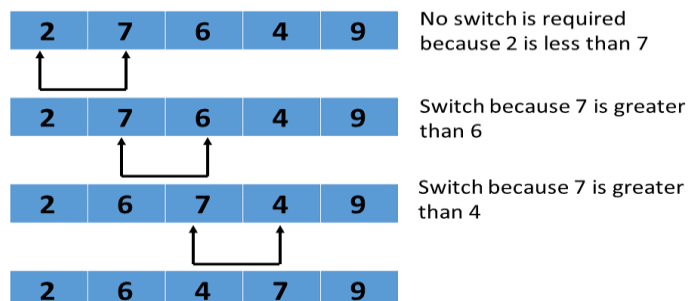 2 7 6 4 9 No switch is required
because 2 is less than 7
2 7 6 4 9 Switch because 7 is greater
than 6
2 6 7 4 9 Switch because 7 is greater
than 4
2 6 4 7 9